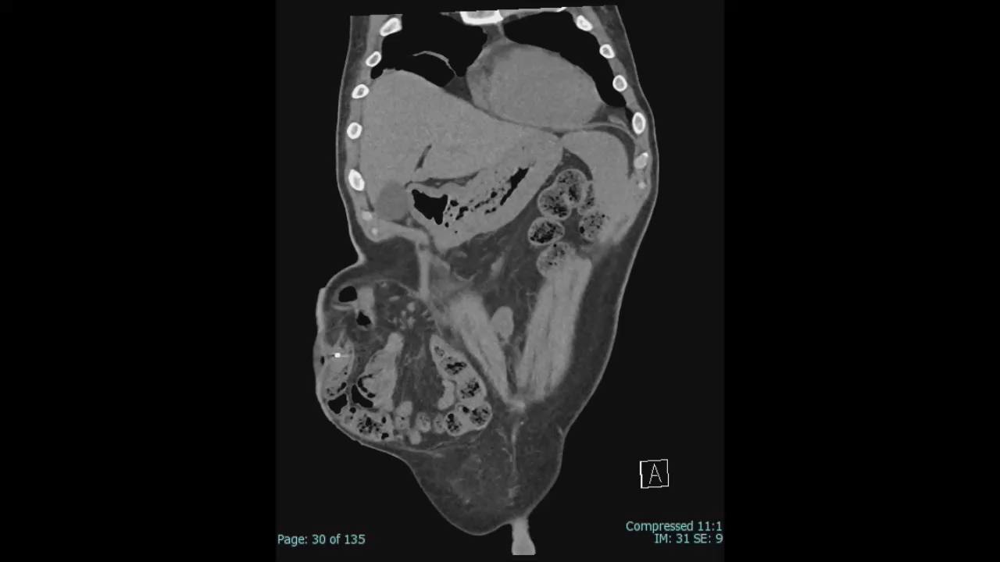 A
Page: 30 of 135
Compressed 11:1
IM: 31 SE: 9